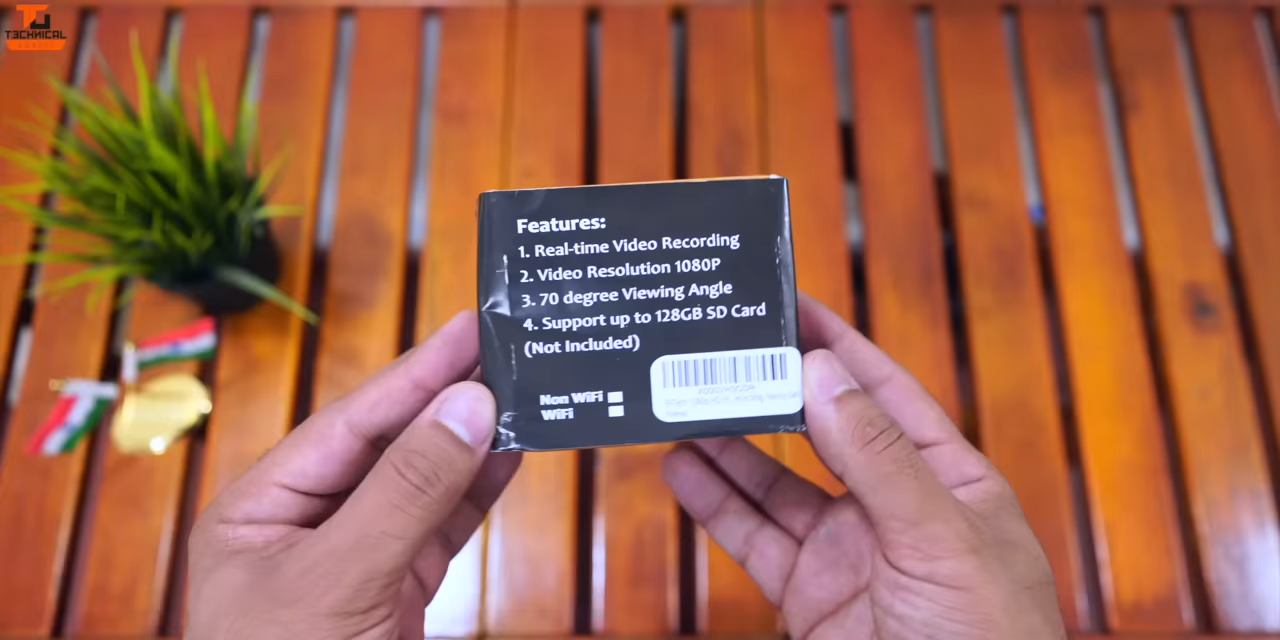 TECHNICAL
Features:
1. Real-time Video Recording
2. Video Resolution 1080P
3. 70 degree Viewing Angle
4. Support up to 128GB SD Card
(Not Included)
Non WiFi
WiFi